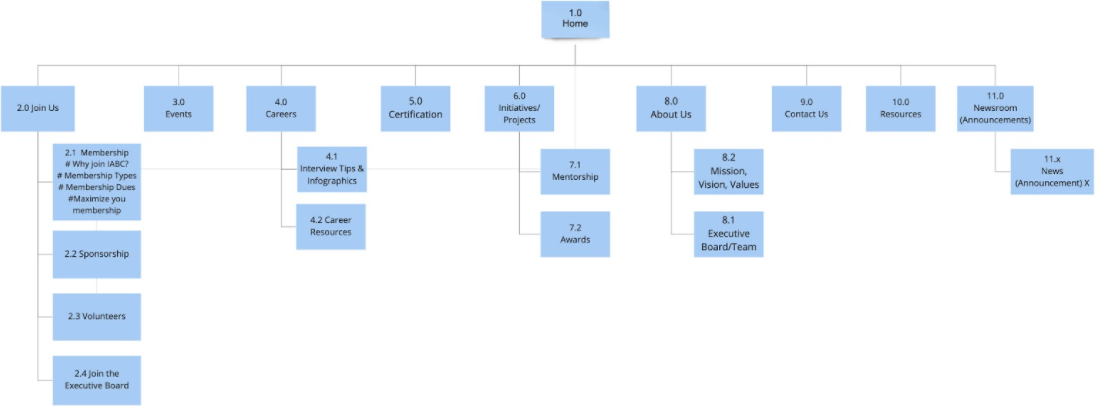 1.0
Home
2.0 Join Us
3.0
Events
4.0
Careers
5.0
Certification
6.0
Initiatives/
Projects
8.0
About Us
9.0
Contact Us
10.0
Resources
11.0
Newsroom
(Announcements)
2.1 Membership
# Why join IABC?
# Membership Types
# Membership Dues
#Maximize you
membership
2.2 Sponsorship
2.3 Volunteers
2.4 Join the
Executive Board
4.1
Interview Tips &
Infographics
4.2 Career
Resources
7.1
Mentorship
7.2
Awards
8.2
Mission,
Vision, Values
8.1
Executive
Board/Team
11.x
News
(Announcement) X